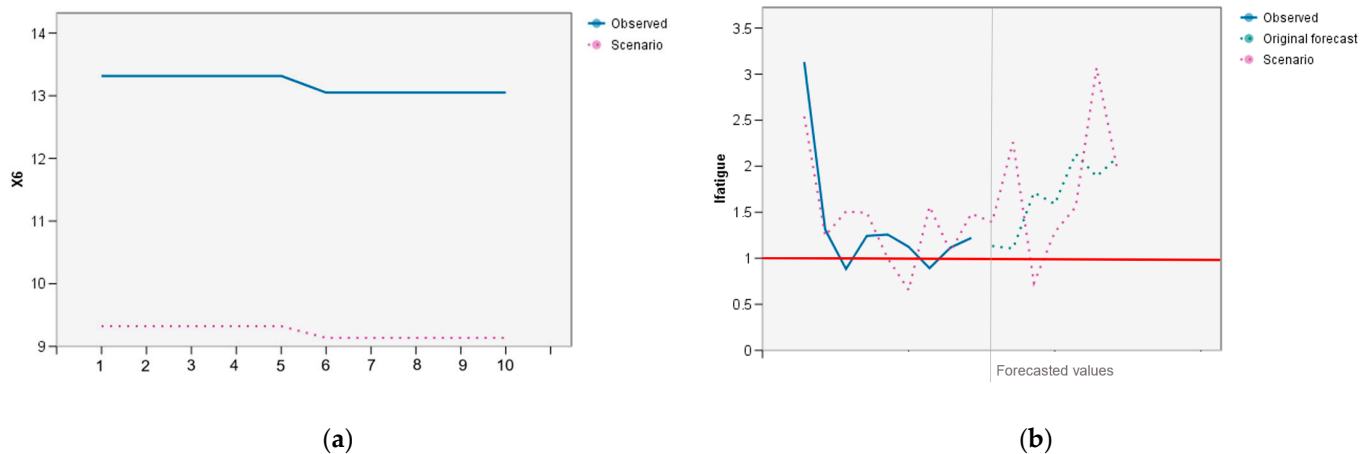 14
13
12
11
10
9
X6
1 2 3 4 5 6 7 8 9 10
Observed
Scenario
(a)
3.5
3
2.5
2
1.5
1
0.5
0
Ifatigue
Observed
Original forecast
Scenario
Forecasted values
(b)